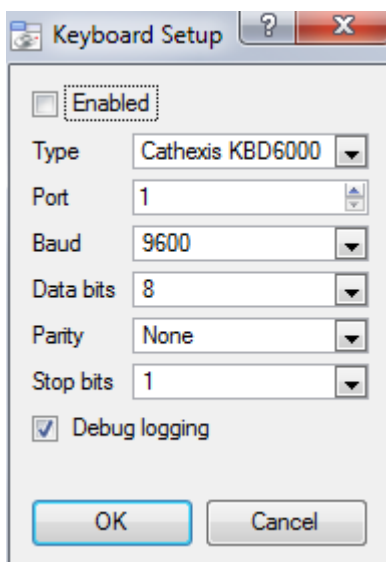 Keyboard Setup ?
Enabled
Type Cathexis KBD6000
Port 1
Baud 9600
Data bits 8
Parity None
Stop bits 1
Debug logging
OK Cancel